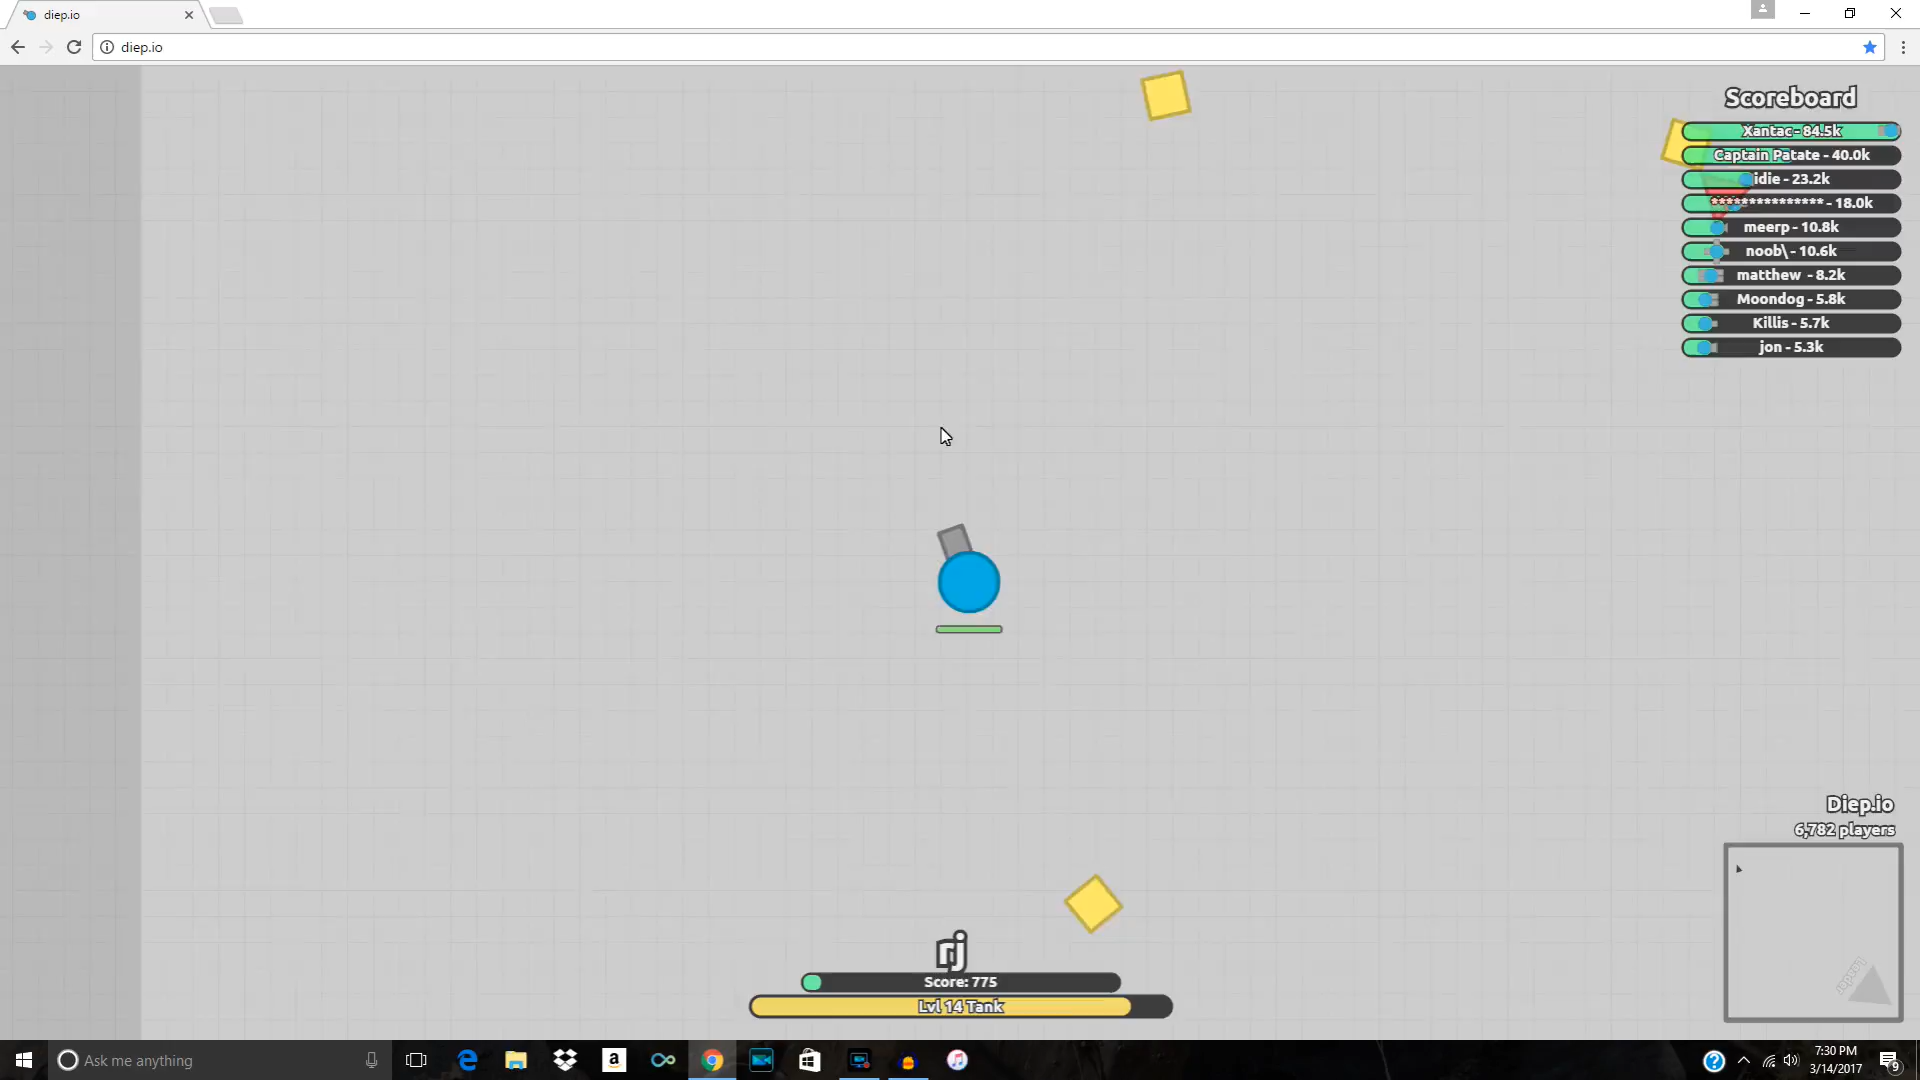 diep.io
diep.io
Scoreboard
Xantac - 84.5k
Captain Patate - 40.0k
idie - 23.2k
*************** - 18.0k
meerp - 10.8k
noob\ - 10.6k
matthew - 8.2k
Moondog - 5.8k
Killis - 5.7k
jon - 5.3k
Diep.io
6,782 players
Leader
rj
Score: 775
Lvl 14 Tank
Ask me anything
7:30 PM
3/14/2017
9